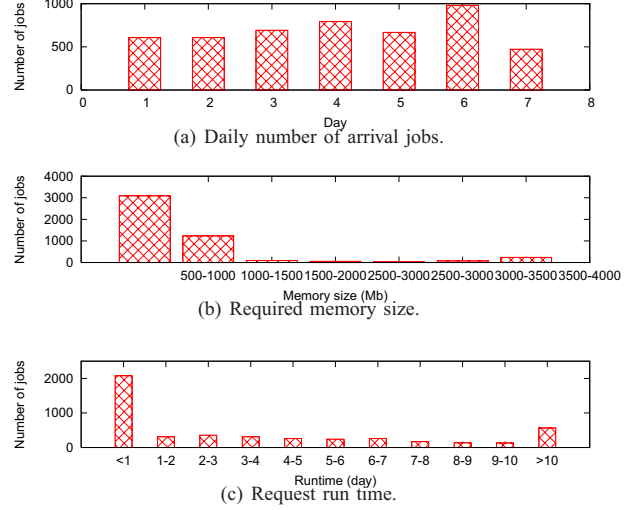 1000
500
0
Number of jobs
0 1 2 3 4 5 6 7 8
Day
(a) Daily number of arrival jobs.
4000
3000
2000
1000
0
Number of jobs
500-1000 1000-1500 1500-2000 2500-3000 2500-3000 3000-3500 3500-4000
Memory size (Mb)
(b) Required memory size.
2000
1000
0
Number of jobs
<1 1-2 2-3 3-4 4-5 5-6 6-7 7-8 8-9 9-10 >10
Runtime (day)
(c) Request run time.